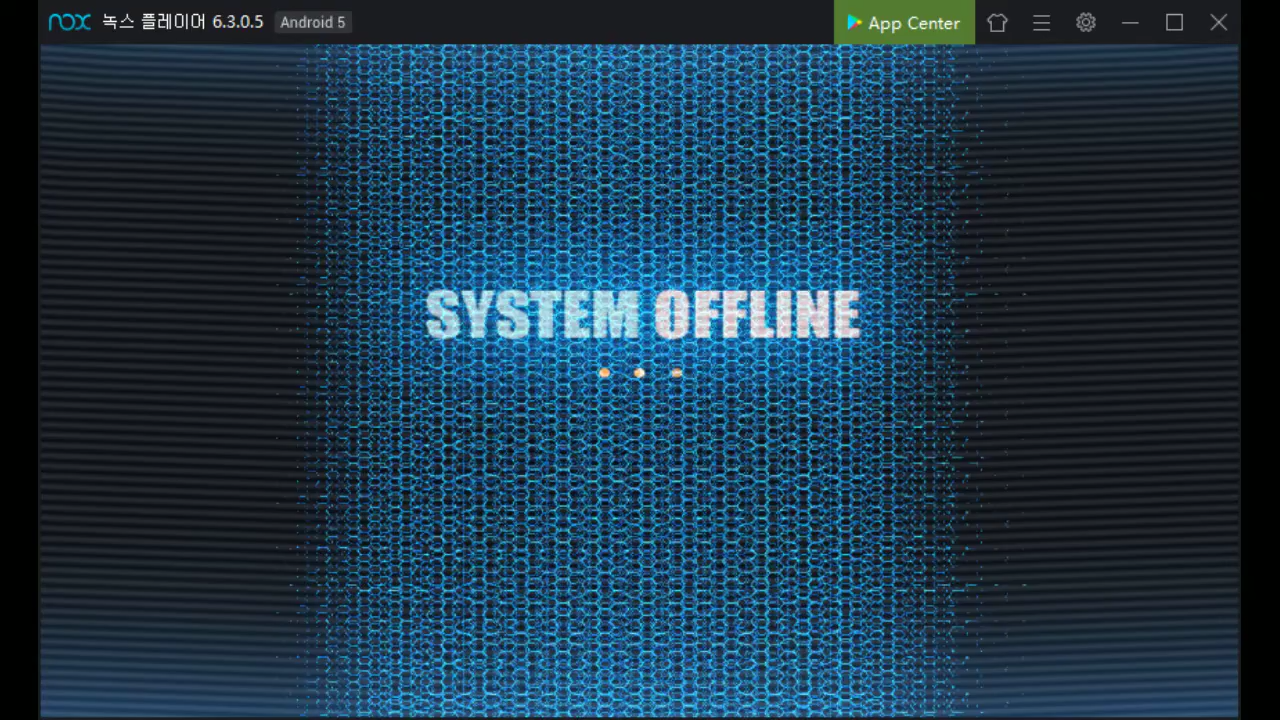 nox 녹스 플레이어 6.3.0.5 Android 5 App Center
SYSTEM OFFLINE